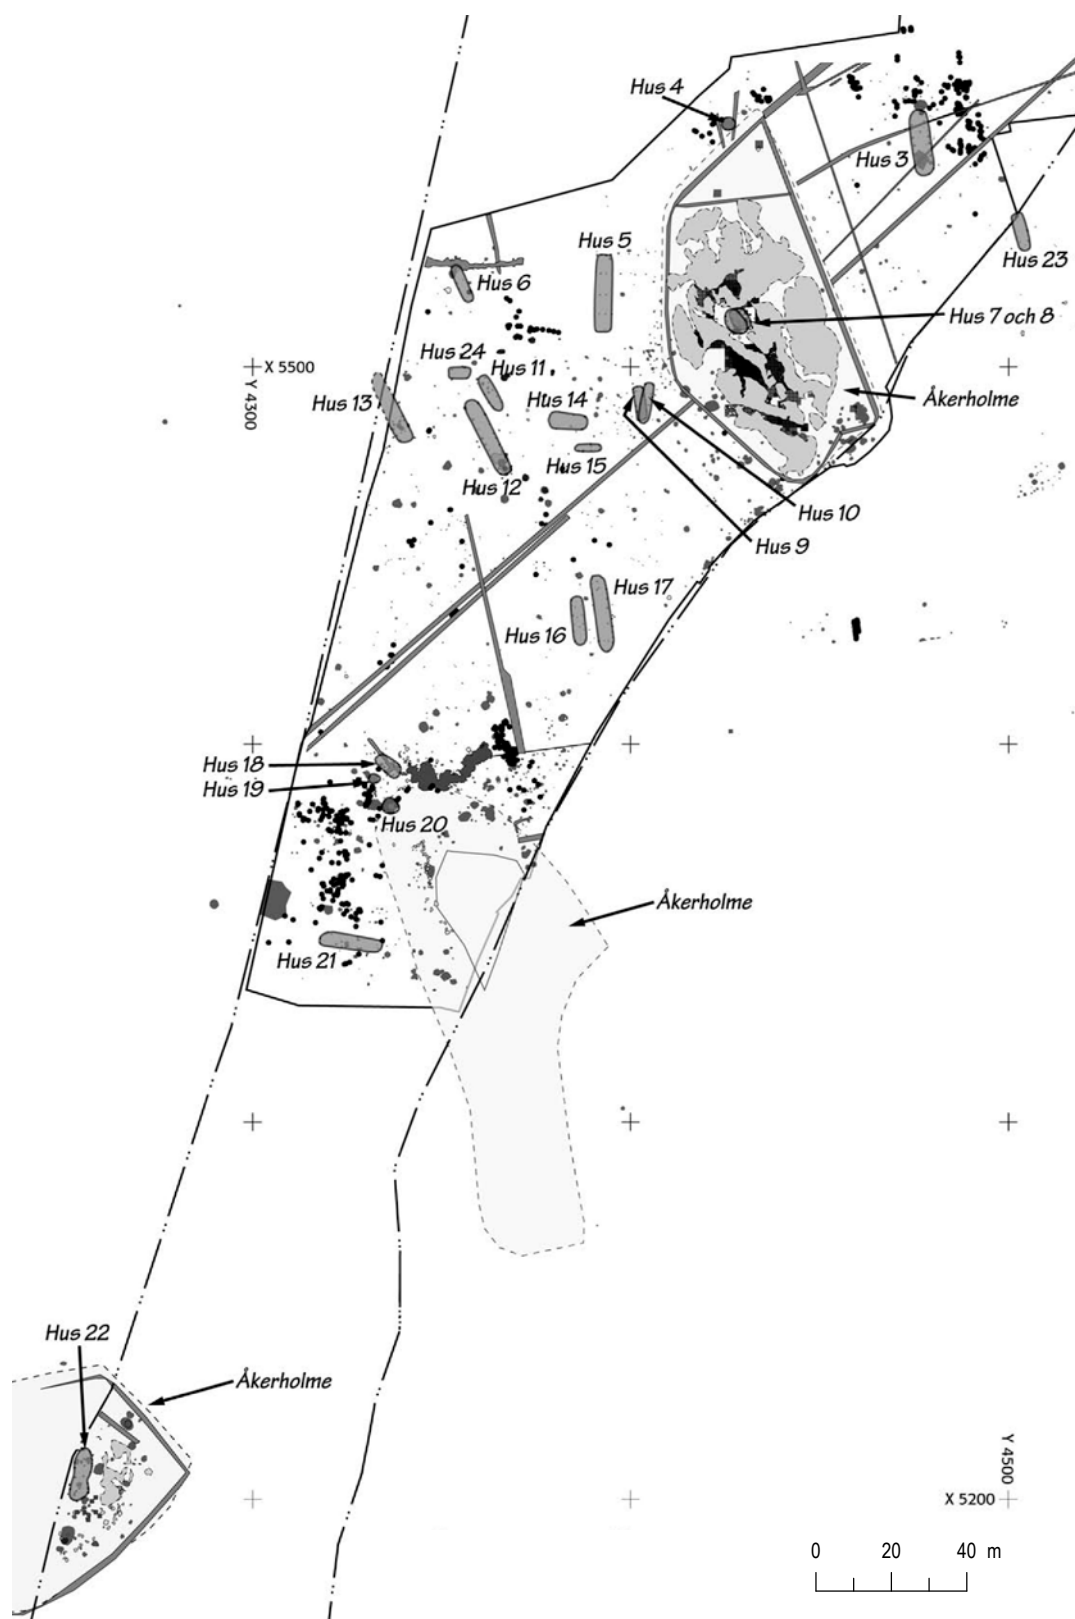 Hus 4
Hus 3
Hus 5
Hus 23
Hus 6
Hus 7 och 8
Hus 24
Hus 11
X 5500
Y 4300
Hus 13
Hus 14
Åkerholme
Hus 15
Hus 12
Hus 10
Hus 9
Hus 17
Hus 16
Hus 18
Hus 19
Hus 20
Åkerholme
Hus 21
Hus 22
Åkerholme
Y 4500
X 5200
0 20 40 m